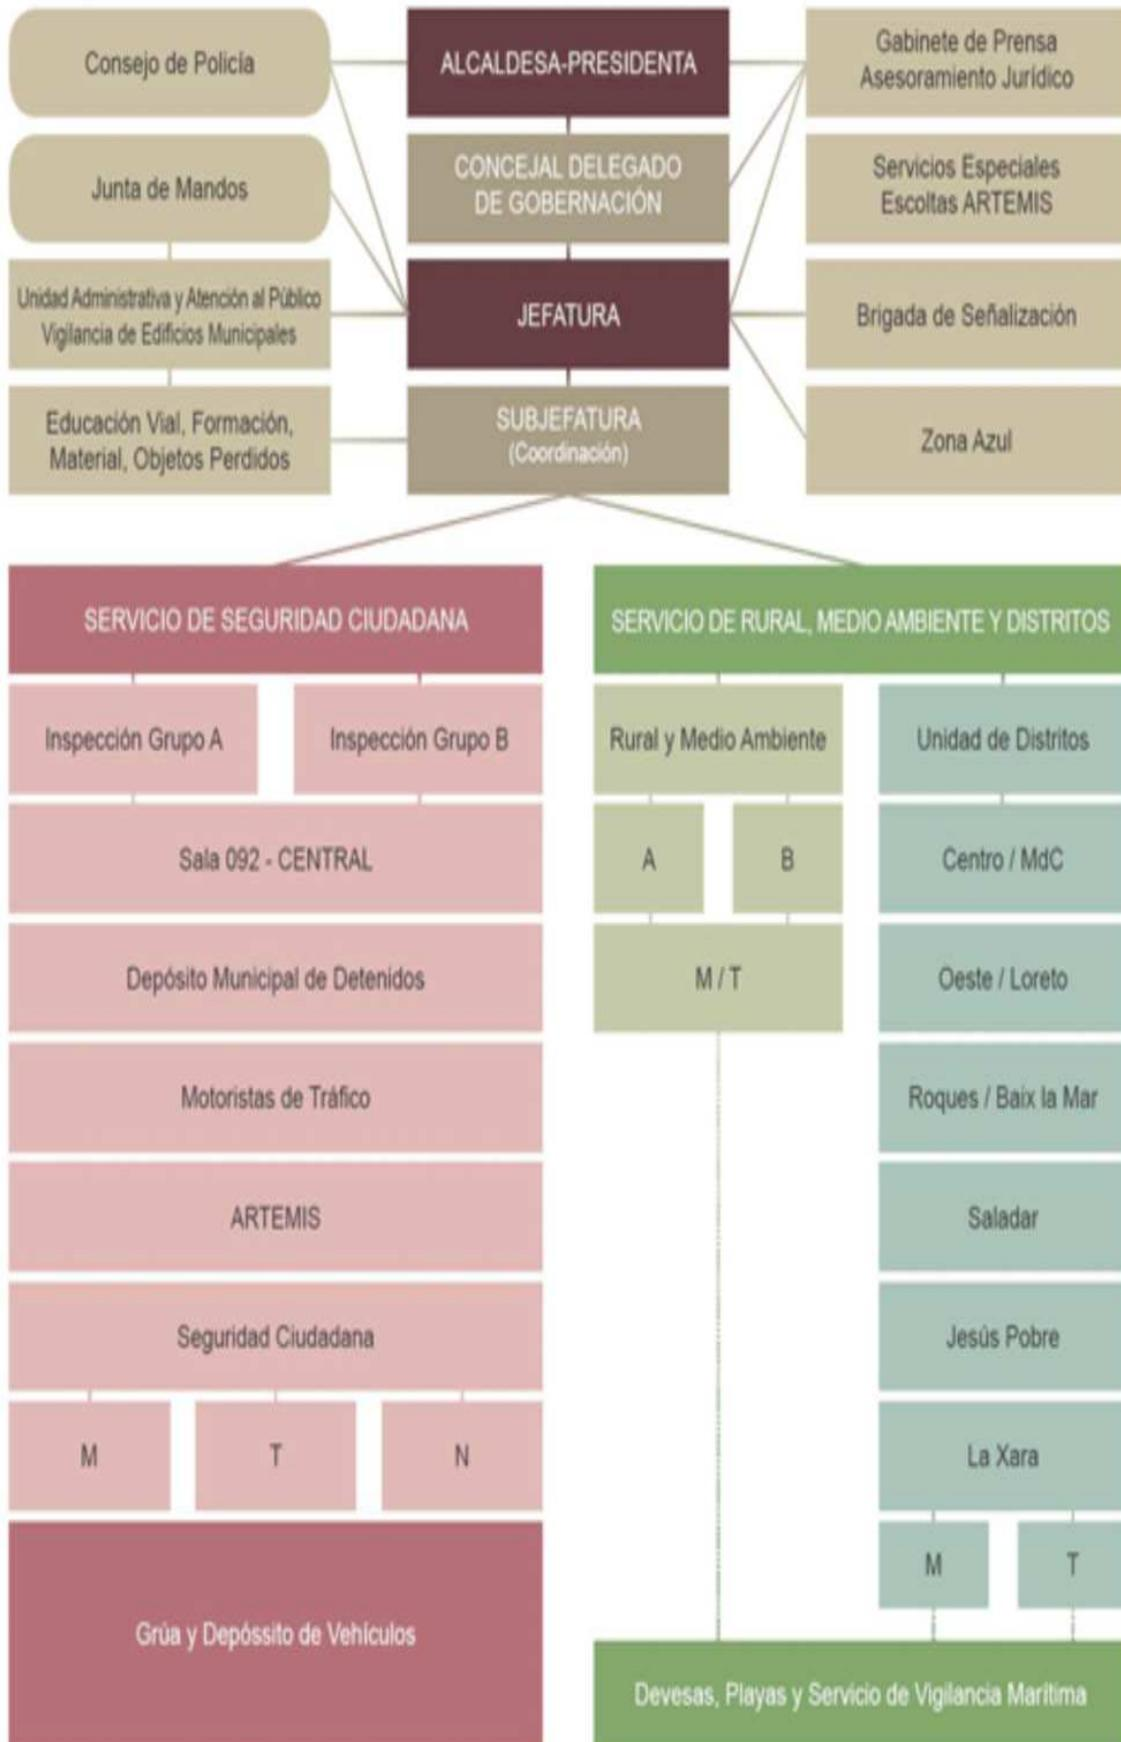 Consejo de Policía
ALCALDESA-PRESIDENTA
Gabinete de Prensa
Asesoramiento Jurídico
Junta de Mandos
CONCEJAL DELEGADO
DE GOBERNACIÓN
Servicios Especiales
Escoltas ARTEMIS
Unidad Administrativa y Atención al Público
Vigilancia de Edificios Municipales
JEFATURA
Brigada de Señalización
Educación Vial, Formación,
Material, Objetos Perdidos
SUBJEFATURA
(Coordinación)
Zona Azul
SERVICIO DE SEGURIDAD CIUDADANA
Inspección Grupo A
Inspección Grupo B
Sala 092 - CENTRAL
Depósito Municipal de Detenidos
Motoristas de Tráfico
ARTEMIS
Seguridad Ciudadana
M
T
N
Grúa y Depóssito de Vehículos
SERVICIO DE RURAL, MEDIO AMBIENTE Y DISTRITOS
Rural y Medio Ambiente
A
B
M / T
Unidad de Distritos
Centro / MdC
Oeste / Loreto
Roques / Baix la Mar
Saladar
Jesús Pobre
La Xara
M
T
Devesas, Playas y Servicio de Vigilancia Marítima